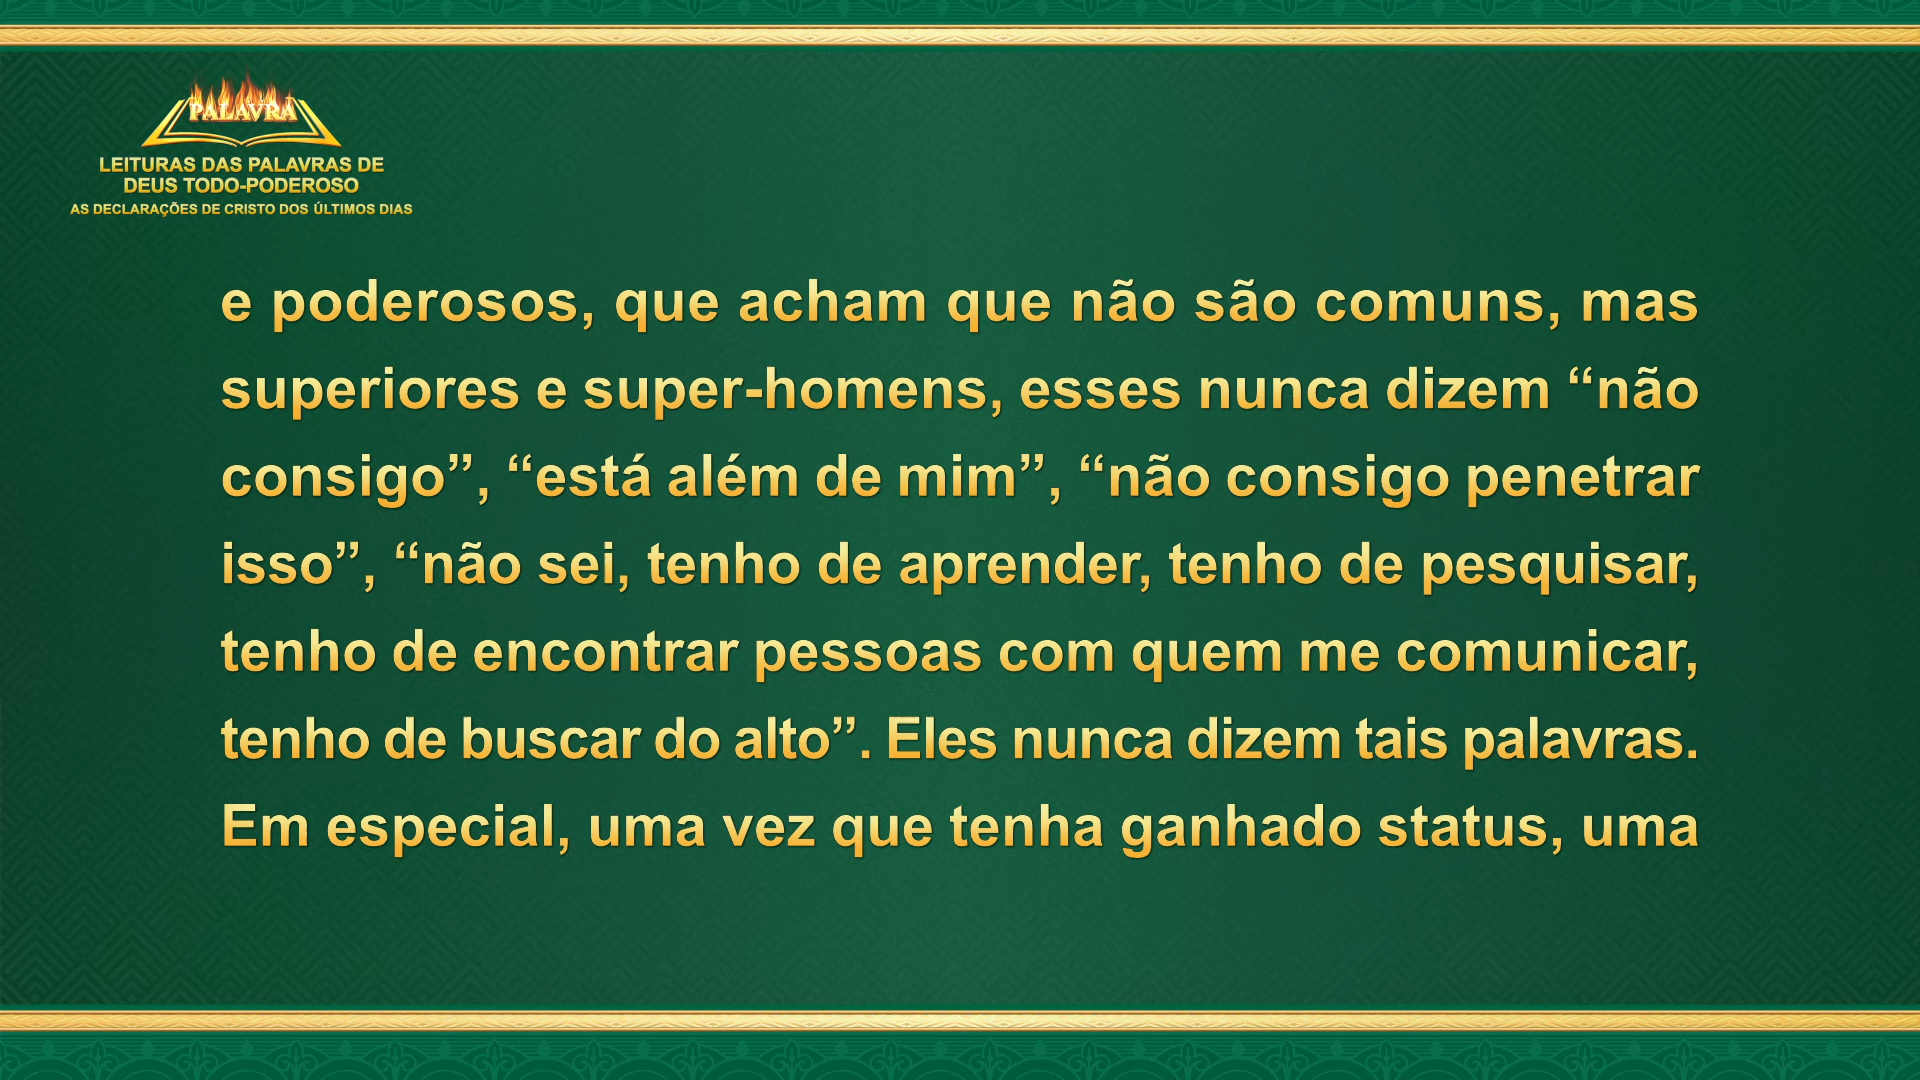 PALAVRA
LEITURAS DAS PALAVRAS DE
DEUS TODO-PODEROSO
AS DECLARAÇÕES DE CRISTO DOS ÚLTIMOS DIAS
e poderosos, que acham que não são comuns, mas
superiores e super-homens, esses nunca dizem “não
consigo”, “está além de mim”, “não consigo penetrar
isso”, “não sei, tenho de aprender, tenho de pesquisar,
tenho de encontrar pessoas com quem me comunicar,
tenho de buscar do alto”. Eles nunca dizem tais palavras.
Em especial, uma vez que tenha ganhado status, uma